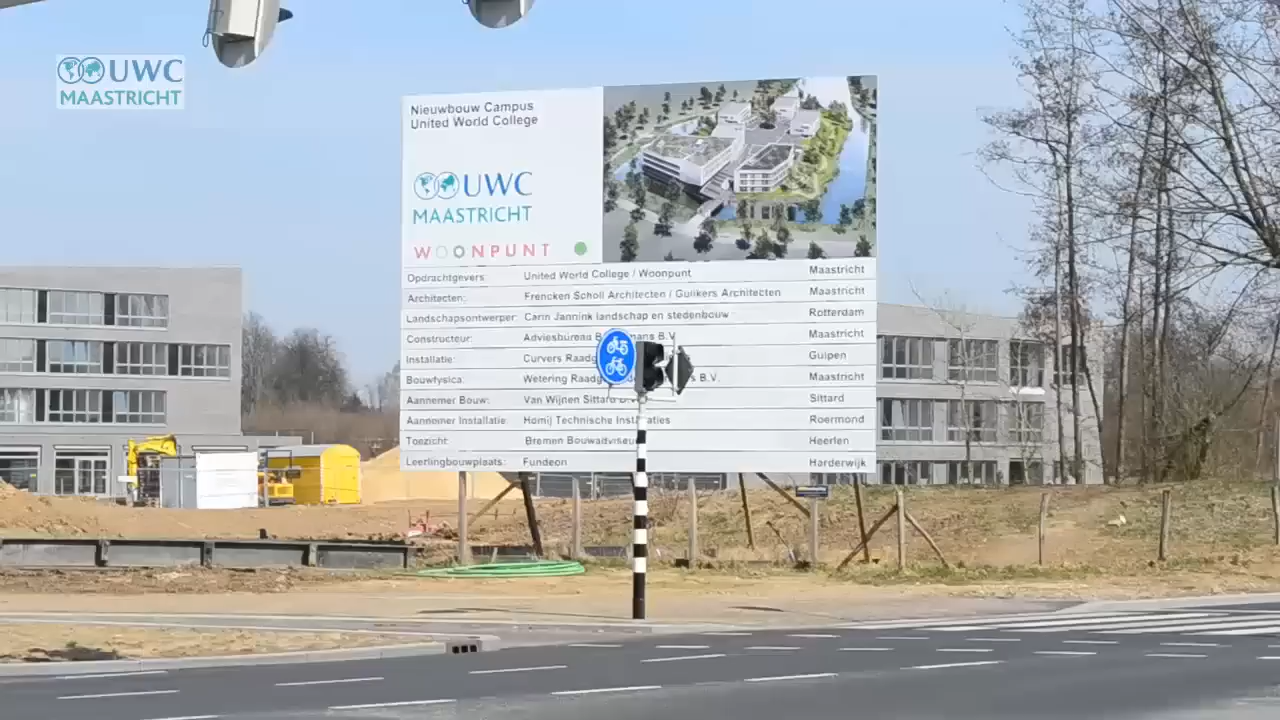 UWC
MAASTRICHT
Nieuwbouw Campus
United World College
UWC
MAASTRICHT
WOONPUNT
Opdrachtgevers: United World College / Woonpunt Maastricht
Architecten: Frencken Scholl Architecten / Gulikers Architecten Maastricht
Landschapsontwerper: Carin Jannink landschap en stedenbouw Rotterdam
Constructeur: Adviesbureau B.V. Maastricht
Installatie: Curvers Gulpen
Bouwfysica: Wetering B.V. Maastricht
Aannemer Bouw: Van Wijnen Sittard B.V. Sittard
Aannemer Installatie: Homij Technische Installaties Roermond
Toezicht: Bremen Bouwadviseurs Heerlen
Leerlingbouwplaats: Fundeon Harderwijk